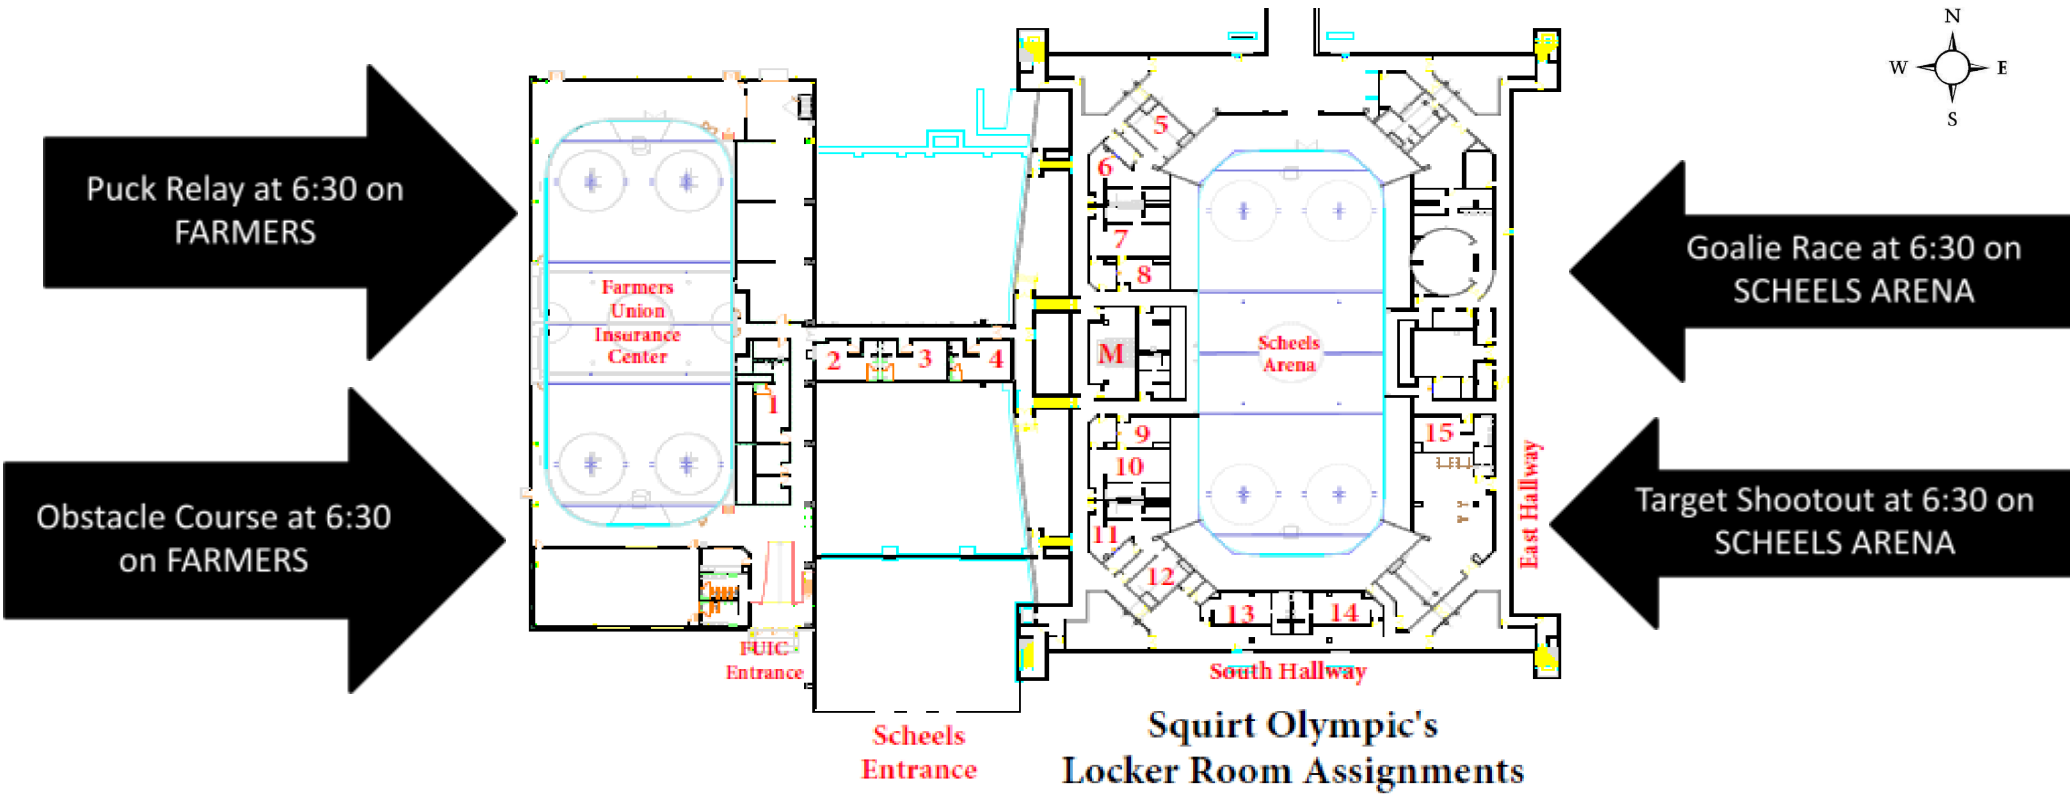 N
W E
S
Puck Relay at 6:30 on
FARMERS
Obstacle Course at 6:30
on FARMERS
Goalie Race at 6:30 on
SCHEELS ARENA
Target Shootout at 6:30 on
SCHEELS ARENA
Farmers
Union
Insurance
Center
1
2
3
4
5
6
7
8
M
Scheels
Arena
9
10
11
12
13
14
15
East Hallway
South Hallway
FUIC
Entrance
Scheels
Entrance
Squirt Olympic's
Locker Room Assignments